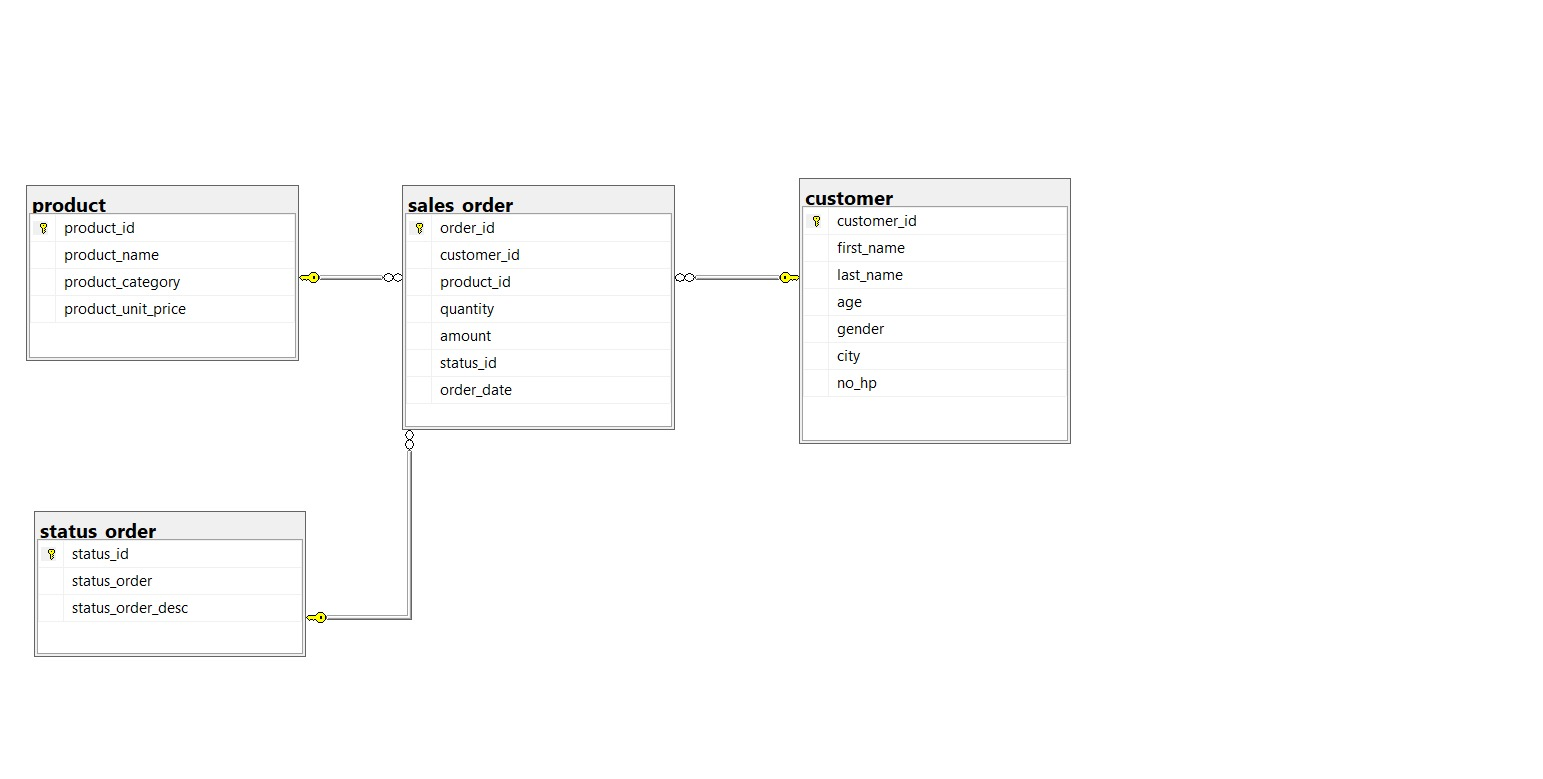 product
product_id
product_name
product_category
product_unit_price
sales_order
order_id
customer_id
product_id
quantity
amount
status_id
order_date
customer
customer_id
first_name
last_name
age
gender
city
no_hp
status_order
status_id
status_order
status_order_desc